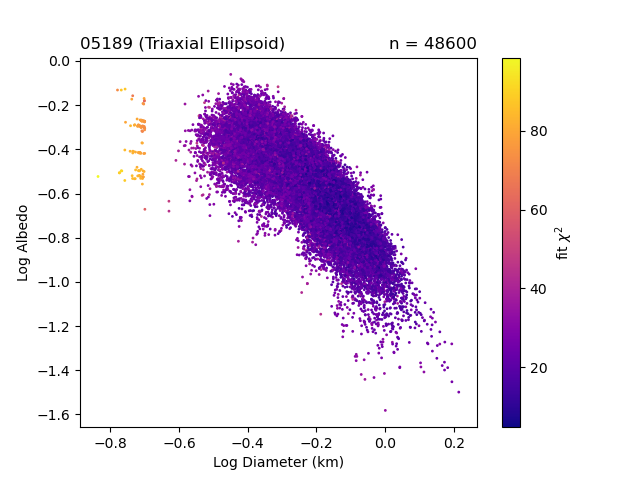 05189 (Triaxial Ellipsoid) n = 48600
0.0
−0.2
−0.4
−0.6
−0.8
−1.0
−1.2
−1.4
−1.6
Log Albedo
−0.8 −0.6 −0.4 −0.2 0.0 0.2
Log Diameter (km)
80
60
40
20
fit χ²